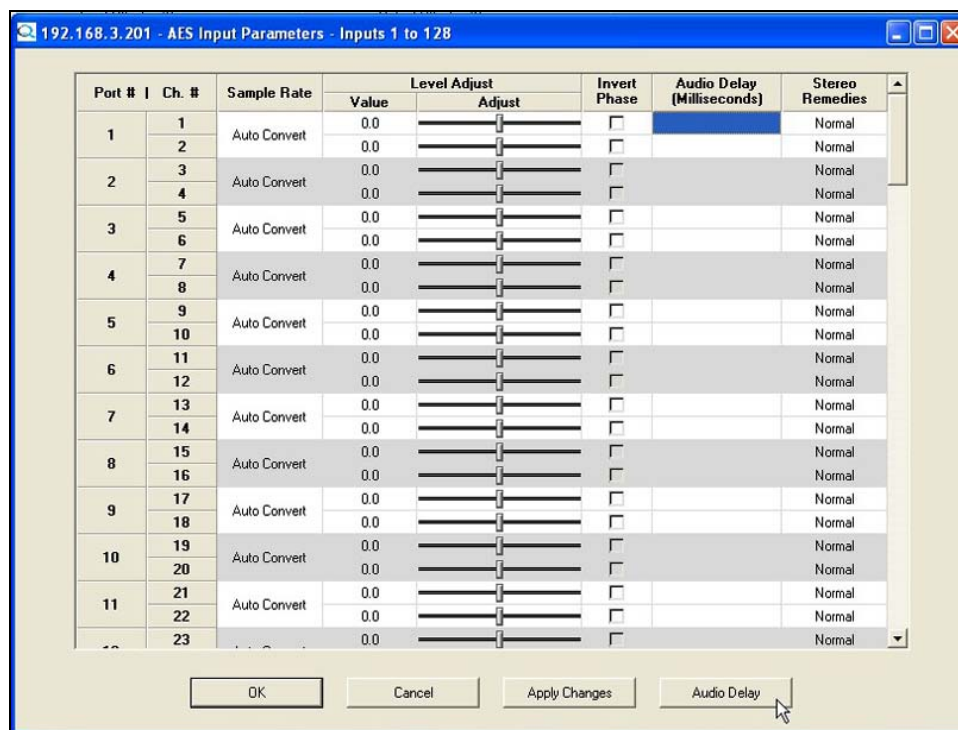 192.168.3.201 - AES Input Parameters - Inputs 1 to 128
Port # | Ch. # Sample Rate Level Adjust Invert Phase Audio Delay (Milliseconds) Stereo Remedies
Value Adjust
1 1 Auto Convert 0.0 Normal
2 0.0 Normal
2 3 Auto Convert 0.0 Normal
4 0.0 Normal
3 5 Auto Convert 0.0 Normal
6 0.0 Normal
4 7 Auto Convert 0.0 Normal
8 0.0 Normal
5 9 Auto Convert 0.0 Normal
10 0.0 Normal
6 11 Auto Convert 0.0 Normal
12 0.0 Normal
7 13 Auto Convert 0.0 Normal
14 0.0 Normal
8 15 Auto Convert 0.0 Normal
16 0.0 Normal
9 17 Auto Convert 0.0 Normal
18 0.0 Normal
10 19 Auto Convert 0.0 Normal
20 0.0 Normal
11 21 Auto Convert 0.0 Normal
22 0.0 Normal
23 0.0 Normal
OK Cancel Apply Changes Audio Delay